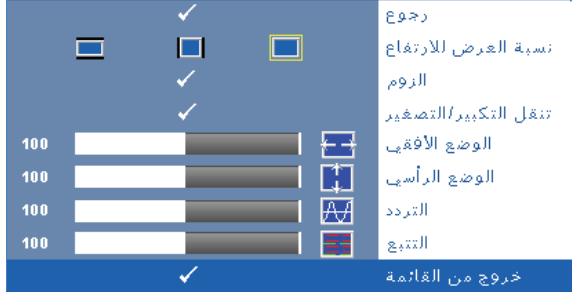 رجوع
نسبة العرض للارتفاع
الزوم
تنقل التكبير/التصغير
الوضع الأفقي 100
الوضع الرأسي 100
التردد 100
التتبع 100
خروج من القائمة